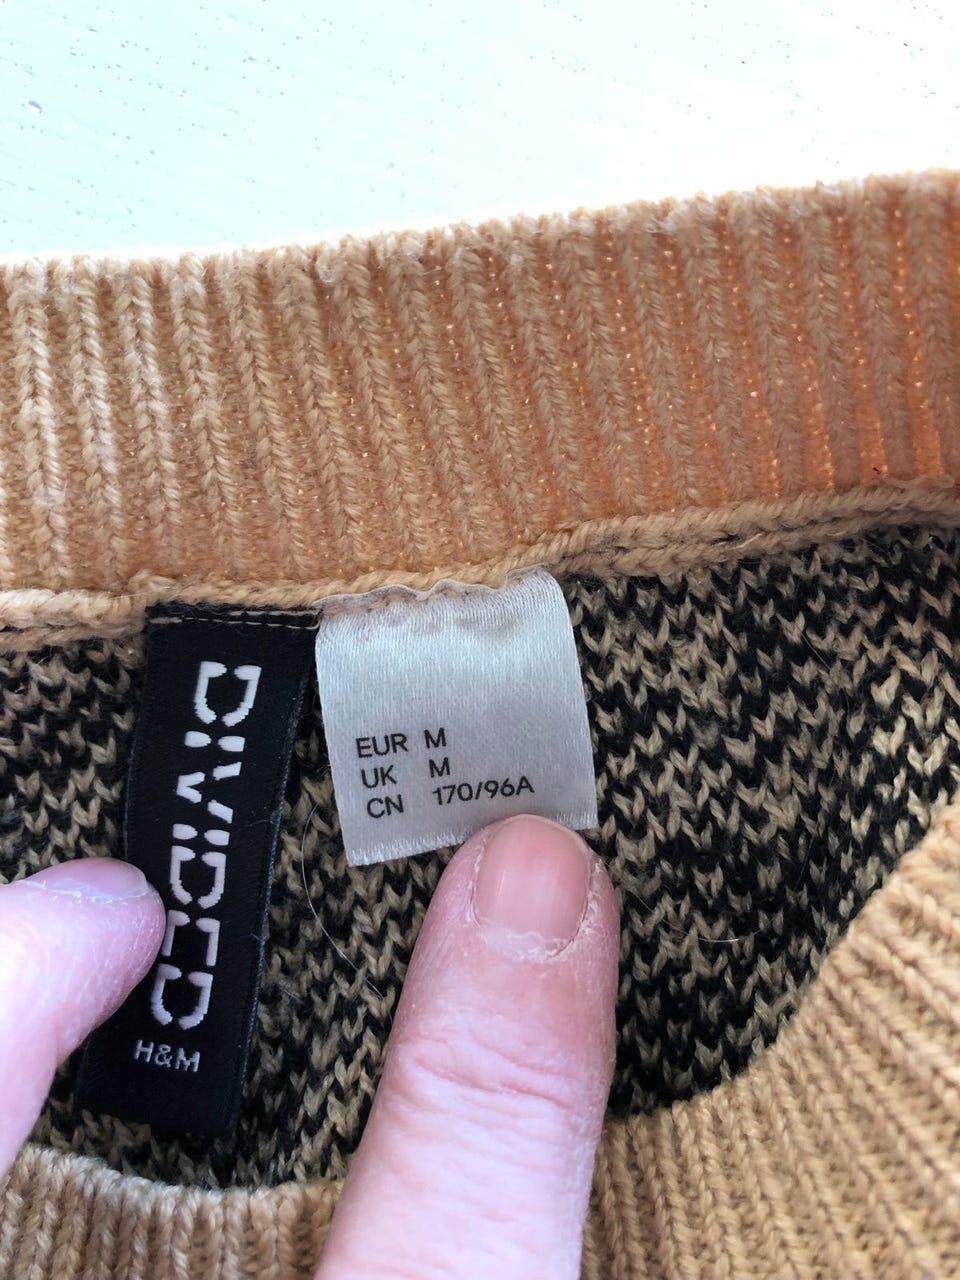 DIVIDED
H&M
EUR M
UK M
CN 170/96A